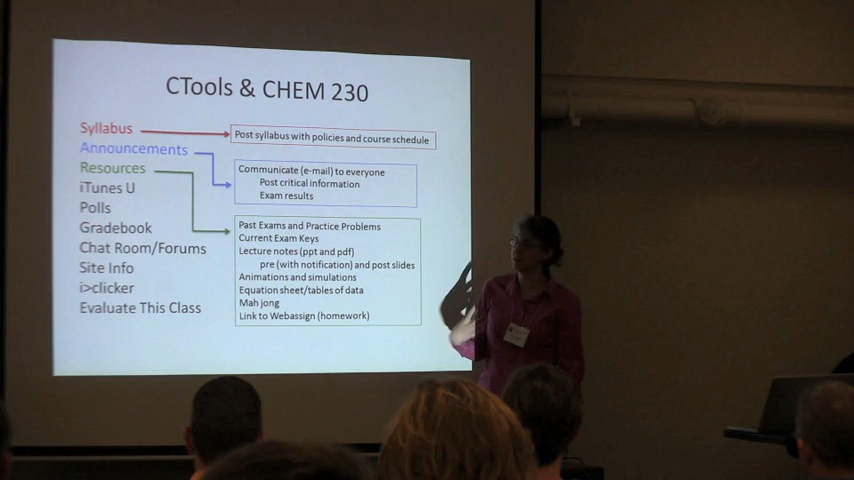 CTools & CHEM 230
Syllabus
Announcements
Resources
iTunes U
Polls
Gradebook
Chat Room/Forums
Site Info
i>clicker
Evaluate This Class
Post syllabus with policies and course schedule
Communicate (e-mail) to everyone
Post critical information
Exam results
Past Exams and Practice Problems
Current Exam Keys
Lecture notes (ppt and pdf)
pre (with notification) and post slides
Animations and simulations
Equation sheet/tables of data
Mah jong
Link to Webassign (homework)